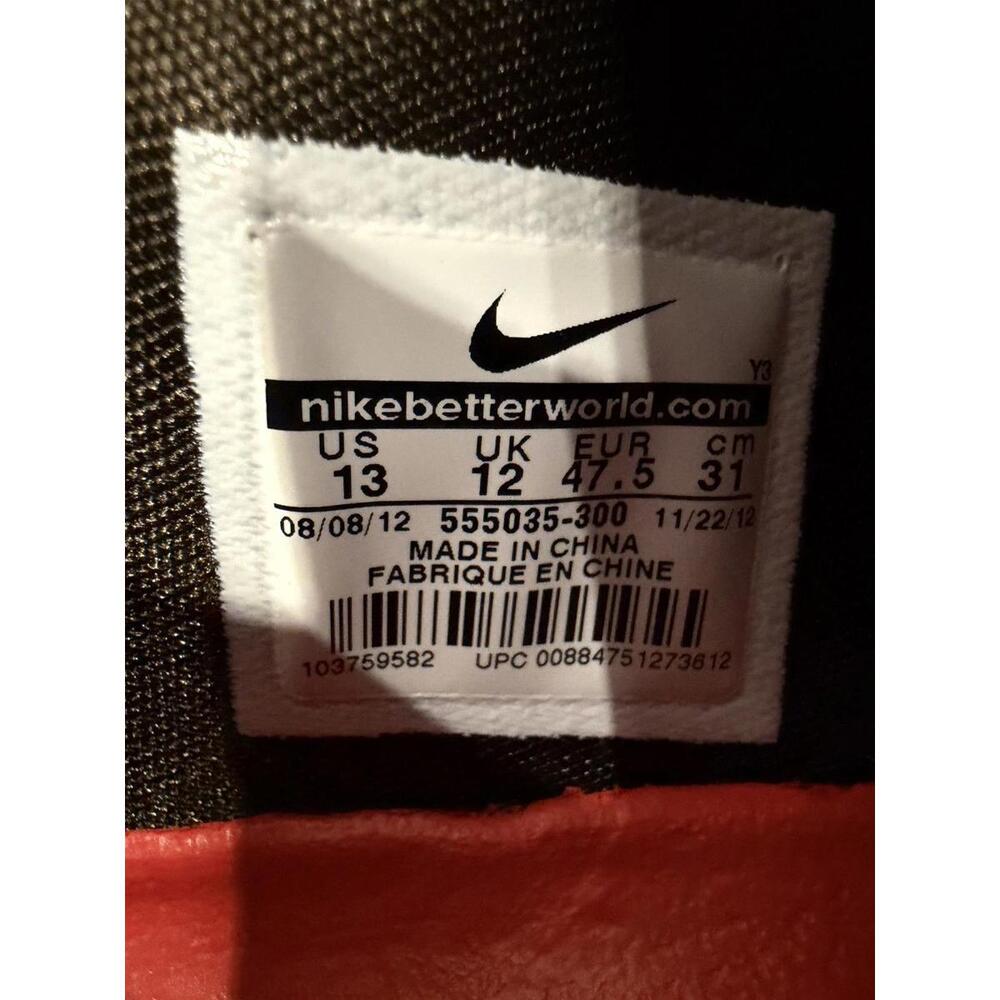 Y3
nikebetterworld.com
US UK EUR cm
13 12 47.5 31
08/08/12 555035-300 11/22/12
MADE IN CHINA
FABRIQUE EN CHINE
103759582 UPC 00884751273612